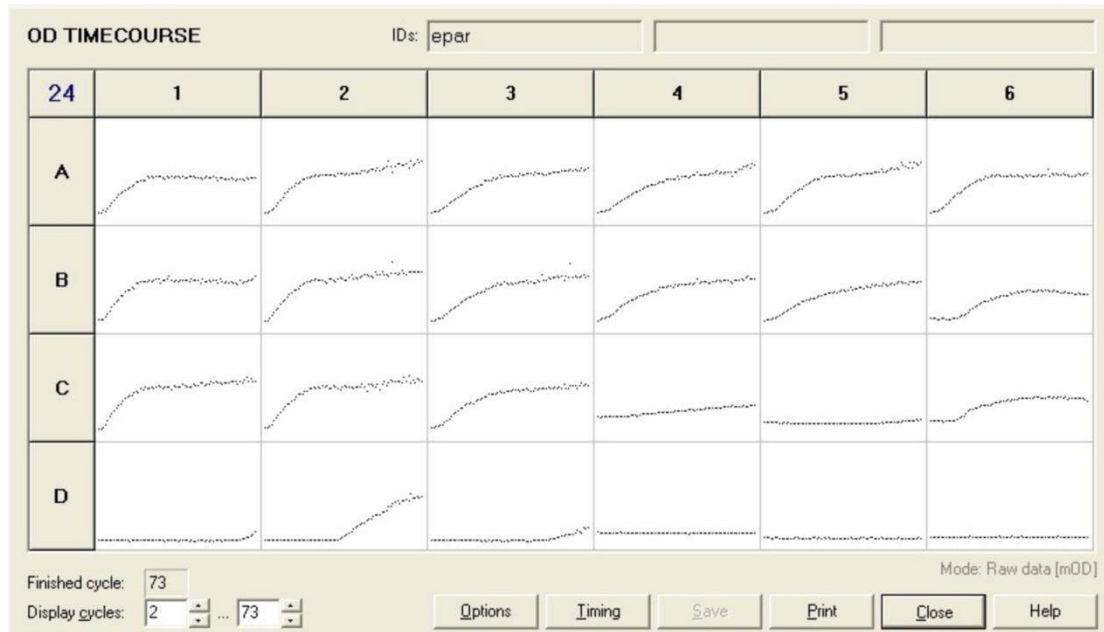 OD TIMECOURSE IDs: epar
24 1 2 3 4 5 6
A
B
C
D
Mode: Raw data [mOD]
Finished cycle: 73
Display cycles: 2 ... 73 Options Timing Save Print Close Help